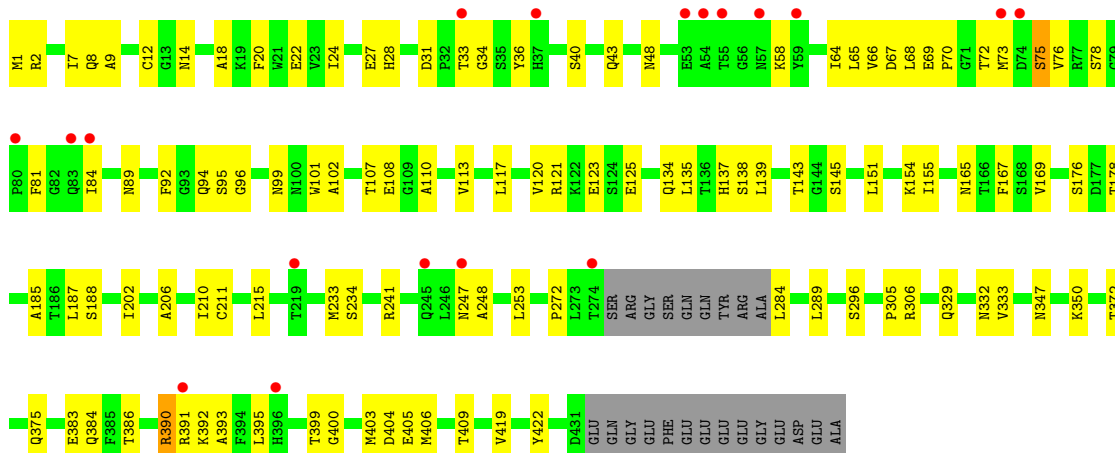 M1 R2 I7 Q8 A9 C12 G13 N14 A18 K19 F20 W21 E22 V23 I24 E27 H28 D31 P32 T33 G34 S35 Y36 H37 S40 Q43 N48 E53 A54 T55 G56 N57 K58 Y59 I64 L65 V66 D67 L68 E69 P70 G71 T72 M73 D74 S75 V76 R77 S78 G79
P80 F81 G82 Q83 I84 N89 F92 G93 Q94 S95 G96 N99 N100 W101 A102 T107 E108 G109 A110 V113 L117 V120 R121 K122 E123 S124 E125 Q134 L135 T136 H137 S138 L139 T143 G144 S145 L151 K154 I155 N165 T166 F167 S168 V169 S176 D177 T178
A185 T186 L187 S188 I202 A206 I210 C211 L215 T219 M233 S234 R241 Q245 L246 N247 A248 L253 P272 L273 T274 SER ARG GLY SER GLN GLN TYR ARG ALA L284 L289 S296 P305 R306 Q329 N332 V333 N347 K350 T372
Q375 E383 Q384 F385 T386 R390 R391 K392 A393 F394 L395 H396 T399 G400 M403 D404 E405 M406 T409 V419 Y422 D431 GLU GLN GLY GLU PHE GLU GLU GLU GLU GLY GLU ASP GLU ALA